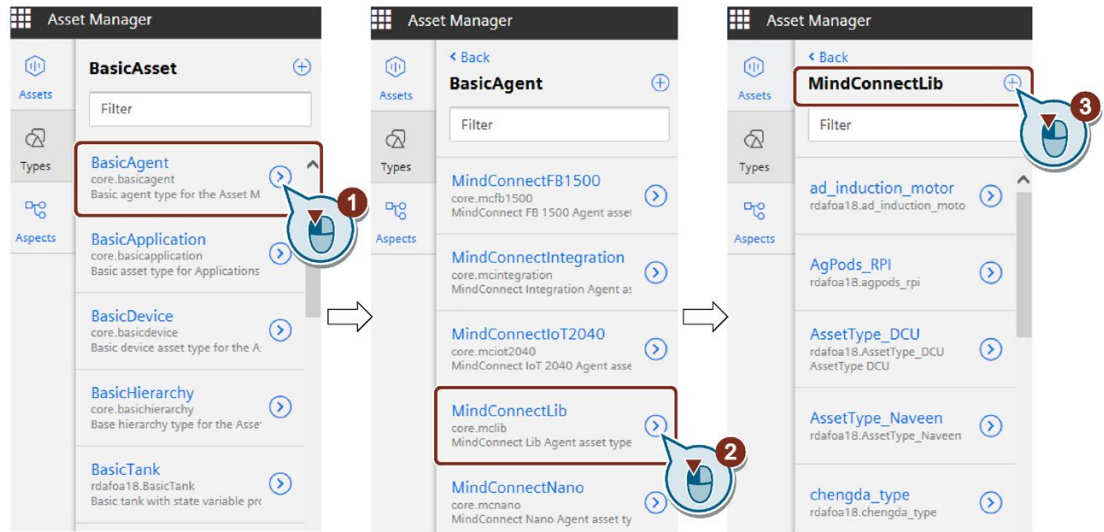 Asset Manager
Assets
Types
Aspects
BasicAsset
Filter
BasicAgent
core.basicagent
Basic agent type for the Asset M
1
BasicApplication
core.basicapplication
Basic asset type for Applications
BasicDevice
core.basicdevice
Basic device asset type for the A
BasicHierarchy
core.basichierarchy
Base hierarchy type for the Asse
BasicTank
rdafoa18.BasicTank
Basic tank with state variable pro
Asset Manager
Assets
Types
Aspects
Back
BasicAgent
Filter
MindConnectFB1500
core.mcfb1500
MindConnect FB 1500 Agent asset
MindConnectIntegration
core.mcintegration
MindConnect Integration Agent as
MindConnectIoT2040
core.mciot2040
MindConnect IoT 2040 Agent asse
MindConnectLib
core.mclib
MindConnect Lib Agent asset type
2
MindConnectNano
core.mcnano
MindConnect Nano Agent asset ty
Asset Manager
Assets
Types
Aspects
Back
MindConnectLib
3
Filter
ad_induction_motor
rdafoa18.ad_induction_moto
AgPods_RPI
rdafoa18.agpods_rpi
AssetType_DCU
rdafoa18.AssetType_DCU
AssetType DCU
AssetType_Naveen
rdafoa18.AssetType_Naveen
chengda_type
rdafoa18.chengda_type